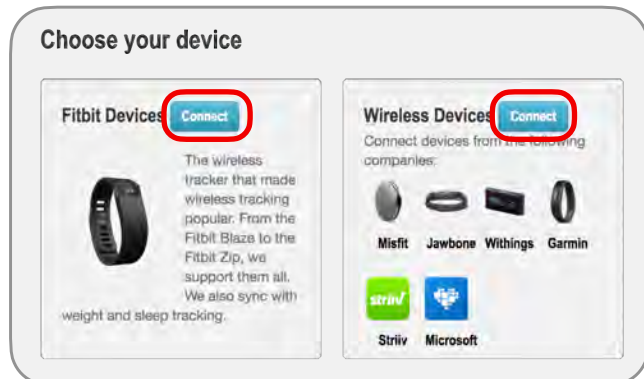 Choose your device
Fitbit Devices Connect
The wireless
tracker that made
wireless tracking
popular. From the
Fitbit Blaze to the
Fitbit Zip, we
support them all.
We also sync with
weight and sleep tracking.
Wireless Devices Connect
Connect devices from the following
companies:
Misfit Jawbone Withings Garmin
striiv
Striiv Microsoft